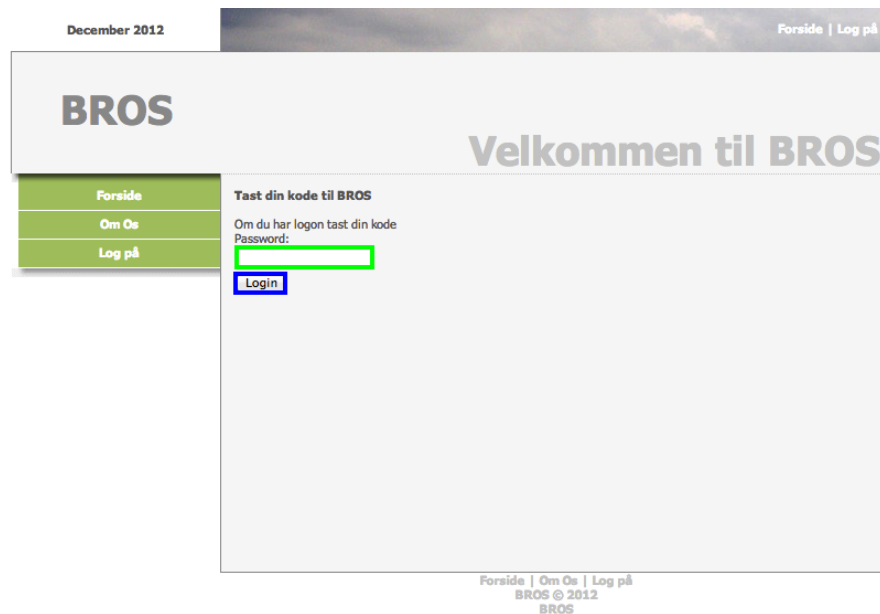 December 2012
Forside | Log på
BROS
Velkommen til BROS
Forside
Om Os
Log på
Tast din kode til BROS
Om du har logon tast din kode
Password:
Login
Forside | Om Os | Log på
BROS © 2012
BROS